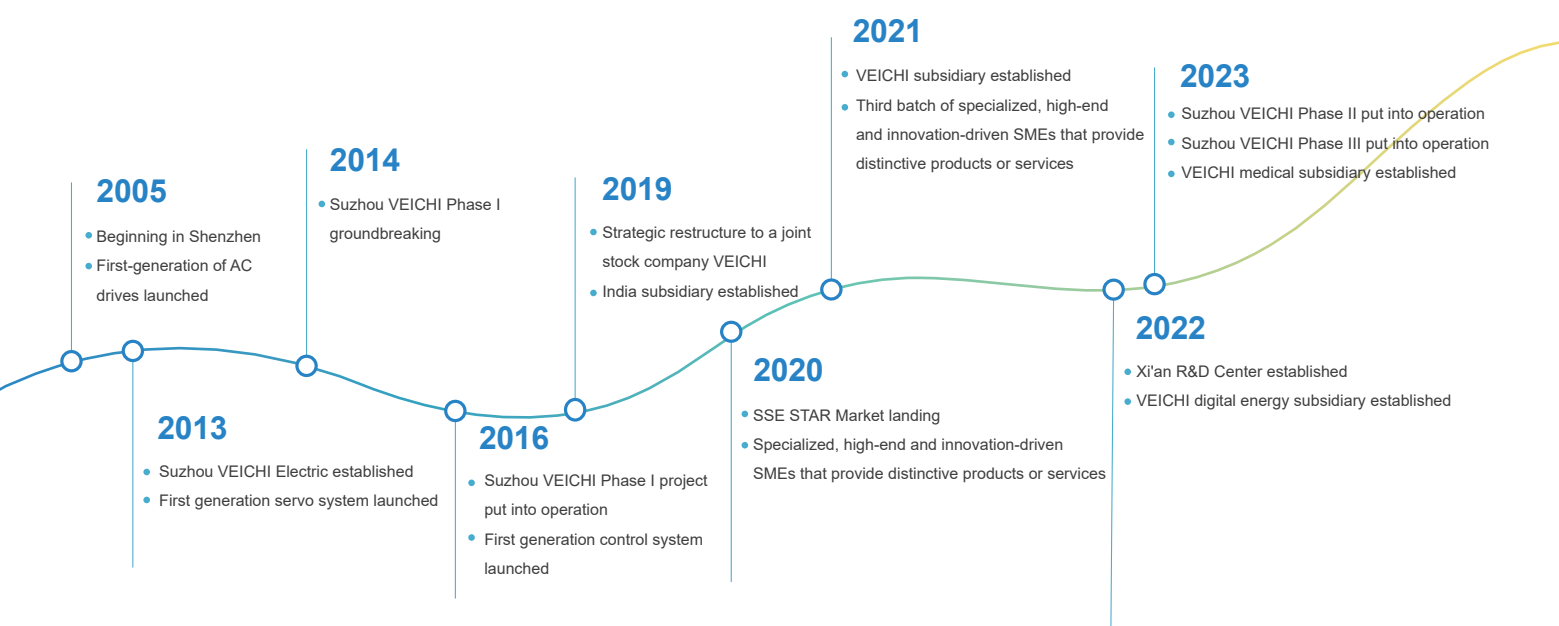 2005
Beginning in Shenzhen
First-generation of AC
drives launched
2013
Suzhou VEICHI Electric established
First generation servo system launched
2014
Suzhou VEICHI Phase I
groundbreaking
2016
Suzhou VEICHI Phase I project
put into operation
First generation control system
launched
2019
Strategic restructure to a joint
stock company VEICHI
India subsidiary established
2020
SSE STAR Market landing
Specialized, high-end and innovation-driven
SMEs that provide distinctive products or services
2021
VEICHI subsidiary established
Third batch of specialized, high-end
and innovation-driven SMEs that provide
distinctive products or services
2022
Xi'an R&D Center established
VEICHI digital energy subsidiary established
2023
Suzhou VEICHI Phase II put into operation
Suzhou VEICHI Phase III put into operation
VEICHI medical subsidiary established